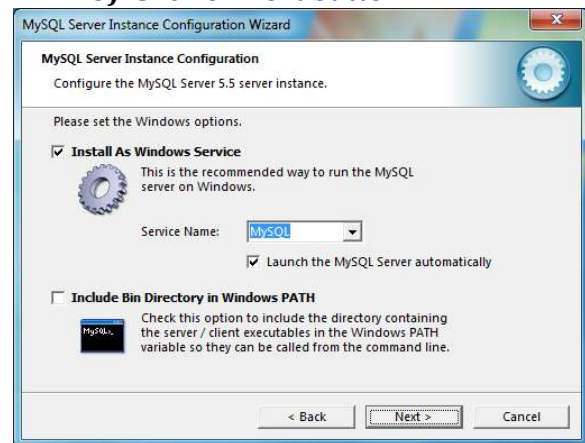 MySQL Server Instance Configuration Wizard
MySQL Server Instance Configuration
Configure the MySQL Server 5.5 server instance.
Please set the Windows options.
Install As Windows Service
This is the recommended way to run the MySQL
server on Windows.
Service Name: MySQL
Launch the MySQL Server automatically
Include Bin Directory in Windows PATH
Check this option to include the directory containing
the server / client executables in the Windows PATH
variable so they can be called from the command line.
< Back Next > Cancel